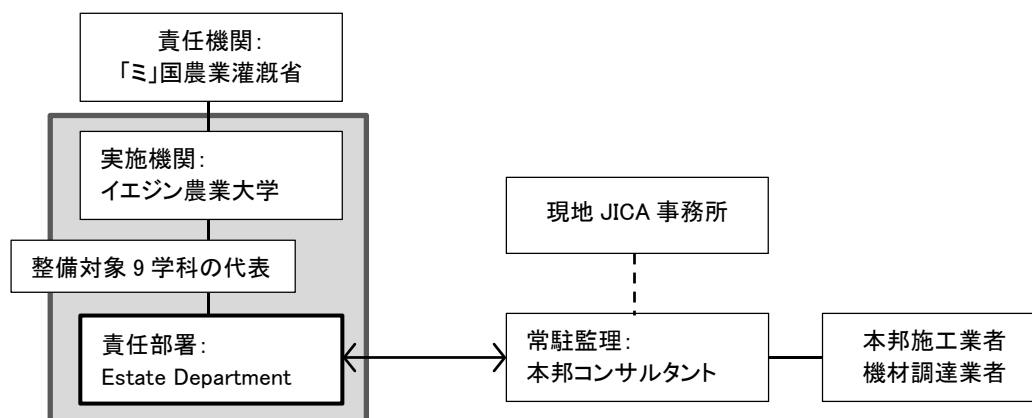 責任機関：
「ミ」国農業灌漑省
実施機関：
イエジン農業大学
整備対象 9 学科の代表
責任部署：
Estate Department
現地 JICA 事務所
常駐監理：
本邦コンサルタント
本邦施工業者
機材調達業者